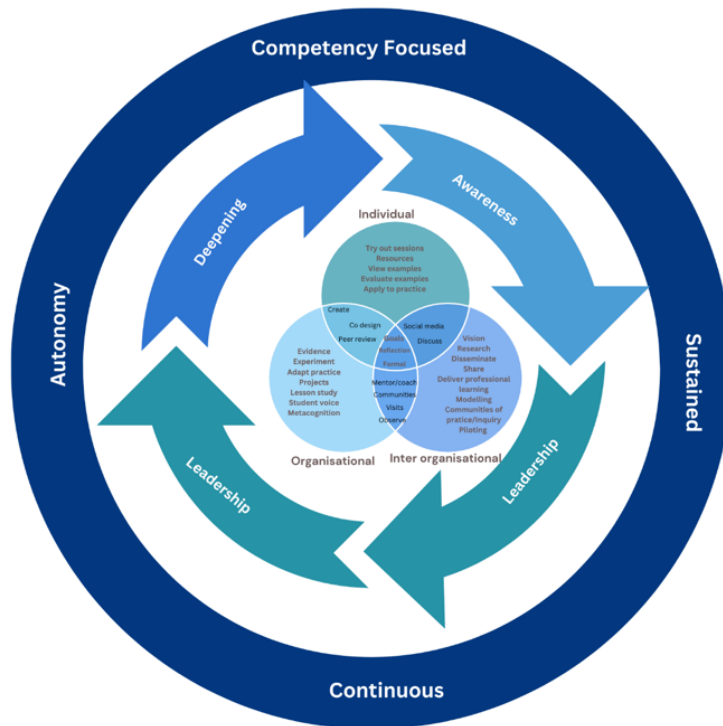 Competency Focused
Deepening
Awareness
Autonomy
Sustained
Individual
Try out sessions
Resources
View examples
Evaluate examples
Apply to practice
Create
Co design
Peer review
Social media
Discuss
Goals
Reflection
Formal
Evidence
Experiment
Adapt practice
Projects
Lesson study
Student voice
Metacognition
Mentor/coach
Communities
Visits
Observe
Vision
Research
Disseminate
Share
Deliver professional
learning
Modelling
Communities of
pratice/Inquiry
Piloting
Organisational
Inter organisational
Leadership
Leadership
Continuous